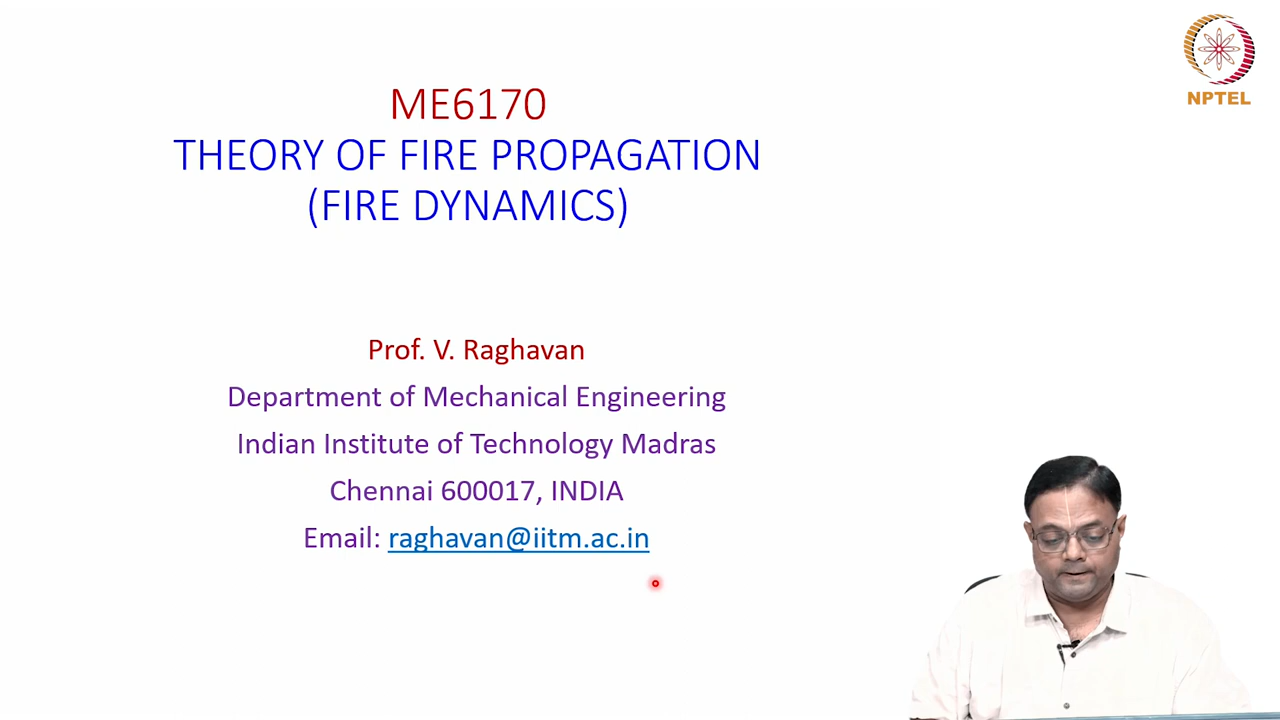 ME6170
THEORY OF FIRE PROPAGATION
(FIRE DYNAMICS)
Prof. V. Raghavan
Department of Mechanical Engineering
Indian Institute of Technology Madras
Chennai 600017, INDIA
Email: raghavan@iitm.ac.in
NPTEL